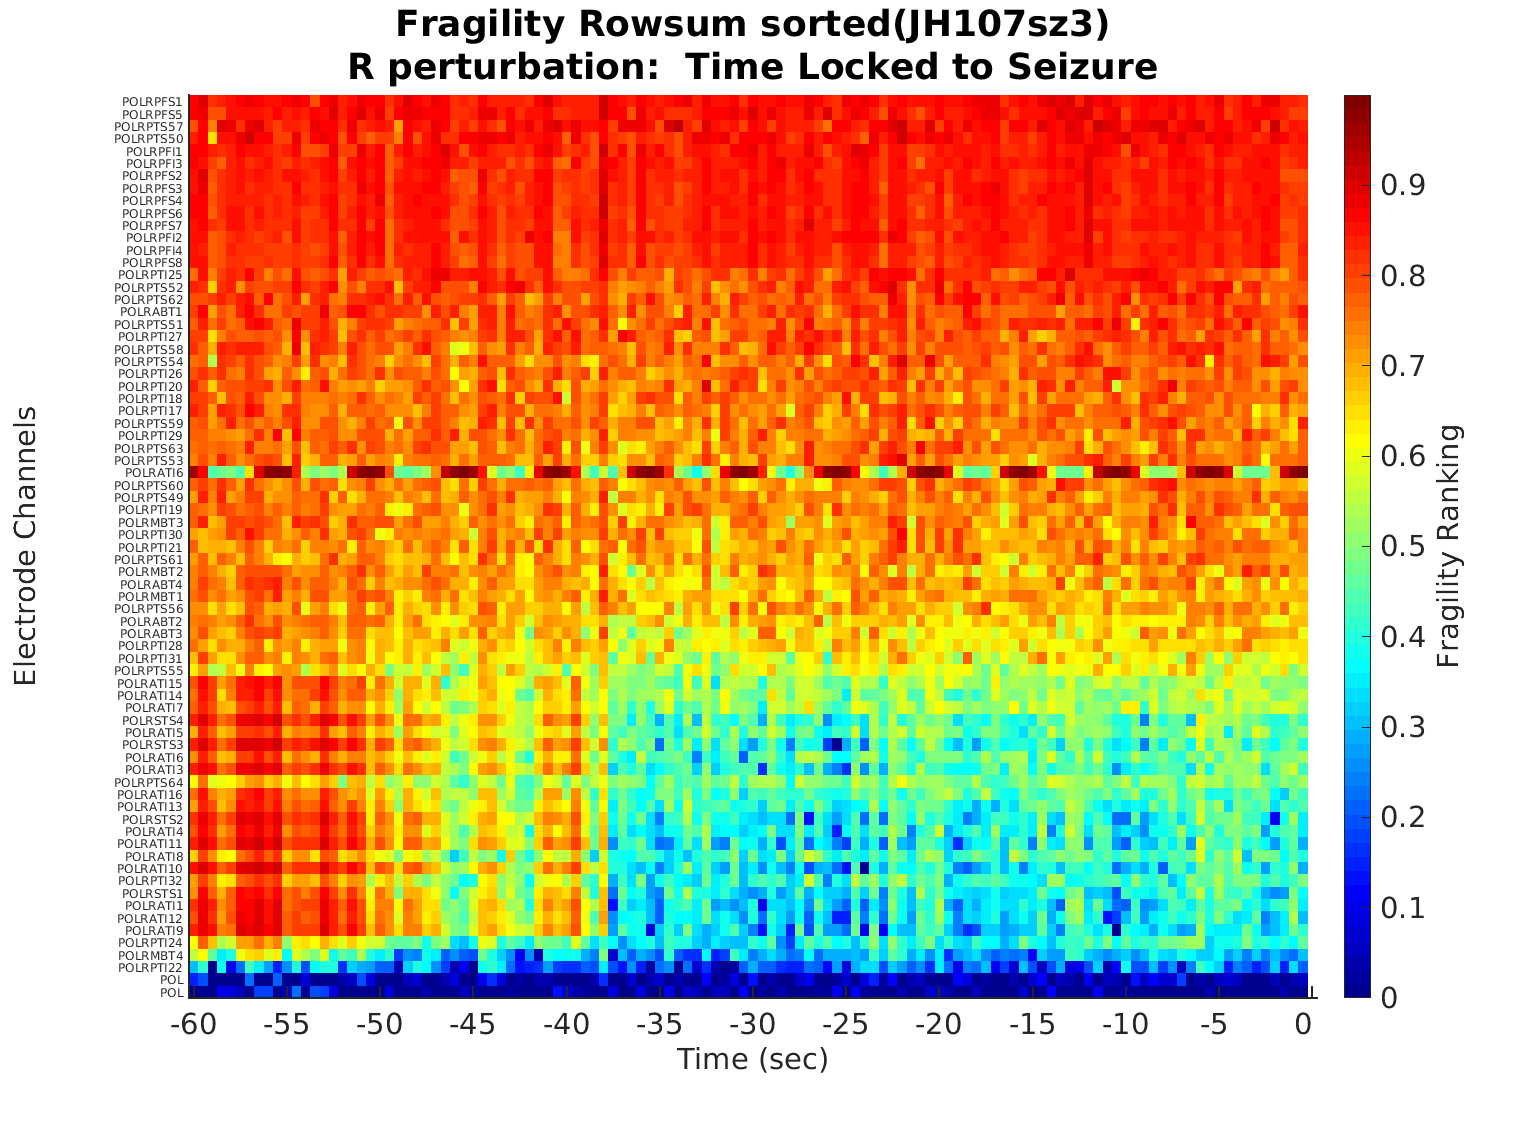 Fragility Rowsum sorted(JH107sz3)
R perturbation:  Time Locked to Seizure
Electrode Channels
POLRPFS1
POLRPFS5
POLRPTS57
POLRPTS50
POLRPFI1
POLRPFI3
POLRPFS2
POLRPFS3
POLRPFS4
POLRPFS6
POLRPFS7
POLRPFI2
POLRPFI4
POLRPFS8
POLRPTI25
POLRPTS52
POLRPTS62
POLRABT1
POLRPTS51
POLRPTI27
POLRPTS58
POLRPTS54
POLRPTI26
POLRPTI20
POLRPTI18
POLRPTI17
POLRPTS59
POLRPTI29
POLRPTS63
POLRPTS53
POLRATI6
POLRPTS60
POLRPTS49
POLRPTI19
POLRMBT3
POLRPTI30
POLRPTI21
POLRPTS61
POLRMBT2
POLRABT4
POLRMBT1
POLRPTS56
POLRABT2
POLRABT3
POLRPTI28
POLRPTI31
POLRPTS55
POLRATI15
POLRATI14
POLRATI7
POLRSTS4
POLRATI5
POLRSTS3
POLRATI6
POLRATI3
POLRPTS64
POLRATI16
POLRATI13
POLRSTS2
POLRATI4
POLRATI11
POLRATI8
POLRATI10
POLRPTI32
POLRSTS1
POLRATI1
POLRATI12
POLRATI9
POLRPTI24
POLRMBT4
POLRPTI22
POL
POL
-60 -55 -50 -45 -40 -35 -30 -25 -20 -15 -10 -5 0
Time (sec)
0.9
0.8
0.7
0.6
0.5
0.4
0.3
0.2
0.1
0
Fragility Ranking